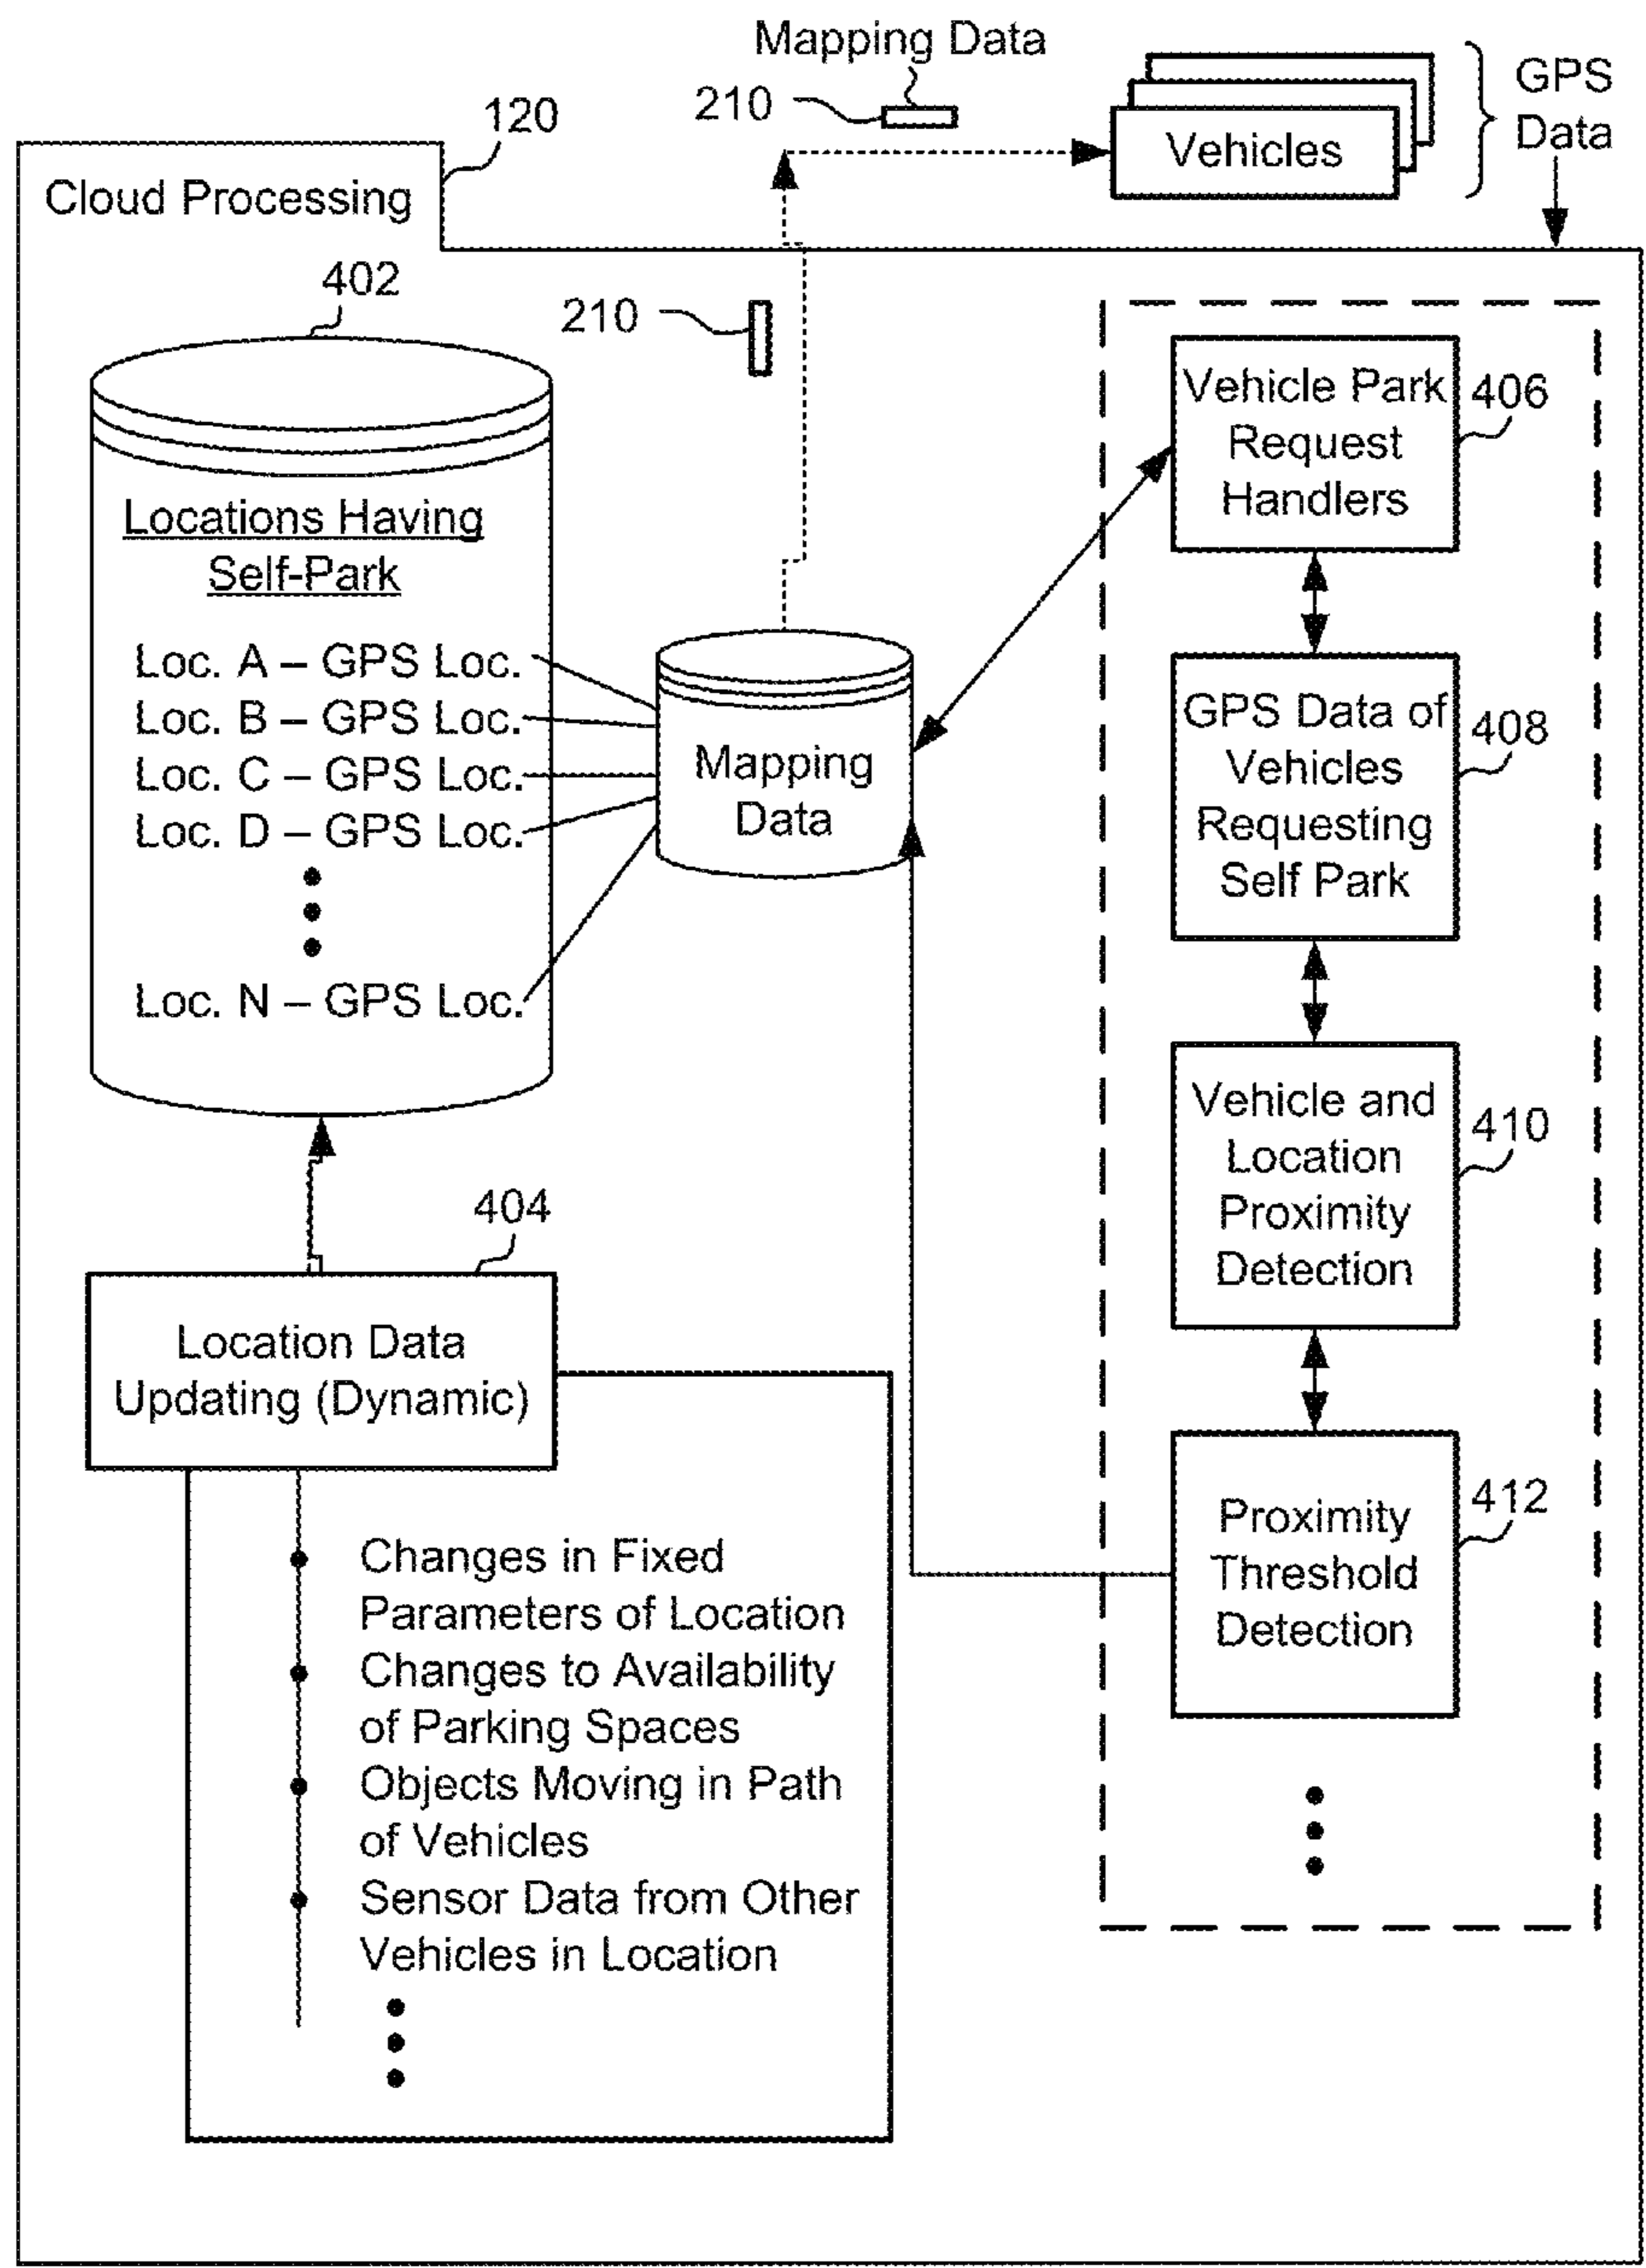 Mapping Data
210
Vehicles
GPS
Data
120
Cloud Processing
402
210
Locations Having
Self-Park
Loc. A – GPS Loc.
Loc. B – GPS Loc.
Loc. C – GPS Loc.
Loc. D – GPS Loc.
Loc. N – GPS Loc.
Mapping
Data
Vehicle Park
Request
Handlers
406
GPS Data of
Vehicles
Requesting
Self Park
408
Vehicle and
Location
Proximity
Detection
410
Proximity
Threshold
Detection
412
404
Location Data
Updating (Dynamic)
Changes in Fixed
Parameters of Location
Changes to Availability
of Parking Spaces
Objects Moving in Path
of Vehicles
Sensor Data from Other
Vehicles in Location